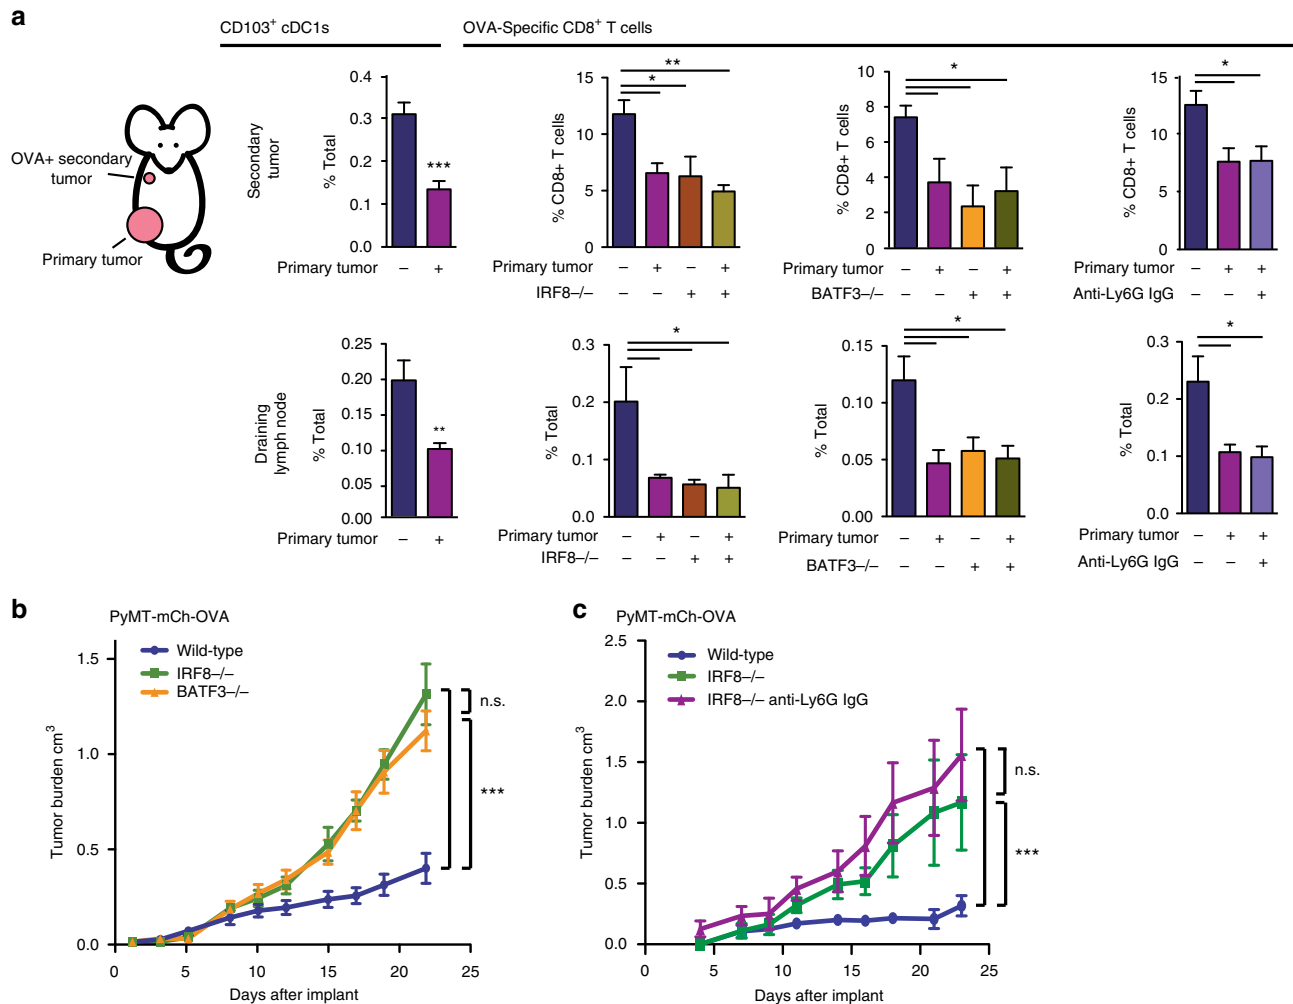 a
CD103+ cDC1s
OVA-Specific CD8+ T cells
OVA+ secondary
tumor
Primary tumor
Secondary
tumor
% Total
0.4
0.3
0.2
0.1
0.0
***
Primary tumor – +
% CD8+ T cells
15
10
5
0
**
*
Primary tumor – + – +
IRF8–/– – – + +
% CD8+ T cells
10
8
6
4
2
0
*
Primary tumor – + – +
BATF3–/– – – + +
% CD8+ T cells
15
10
5
0
*
Primary tumor – + +
Anti-Ly6G IgG – – +
Draining
lymph node
% Total
0.25
0.20
0.15
0.10
0.05
0.00
**
Primary tumor – +
% Total
0.3
0.2
0.1
0.0
*
Primary tumor – + – +
IRF8–/– – – + +
% Total
0.15
0.10
0.05
0.00
*
Primary tumor – + – +
BATF3–/– – – + +
% Total
0.3
0.2
0.1
0.0
*
Primary tumor – + +
Anti-Ly6G IgG – – +
b
PyMT-mCh-OVA
Wild-type
IRF8–/–
BATF3–/–
Tumor burden cm3
1.5
1.0
0.5
0.0
0 5 10 15 20 25
Days after implant
n.s.
***
c
PyMT-mCh-OVA
Wild-type
IRF8–/–
IRF8–/– anti-Ly6G IgG
Tumor burden cm3
2.5
2.0
1.5
1.0
0.5
0.0
0 5 10 15 20 25
Days after implant
n.s.
***